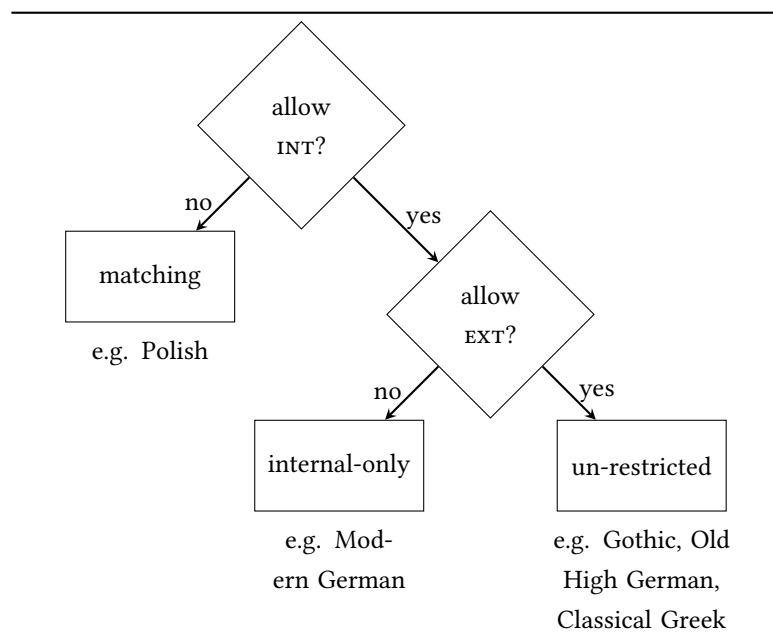 allow
INT?
no
yes
matching
allow
EXT?
e.g. Polish
no
yes
internal-only
un-restricted
e.g. Mod-
ern German
e.g. Gothic, Old
High German,
Classical Greek